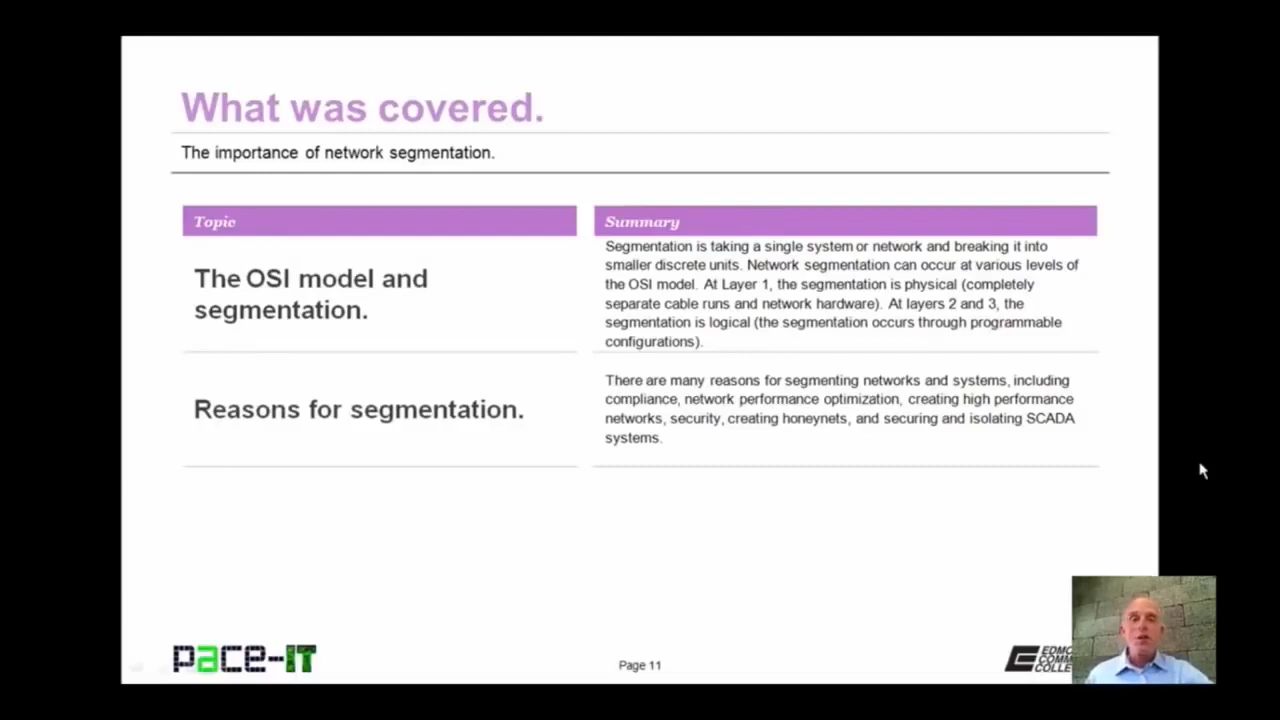 What was covered.
The importance of network segmentation.
Topic
Summary
The OSI model and
segmentation.
Segmentation is taking a single system or network and breaking it into
smaller discrete units. Network segmentation can occur at various levels of
the OSI model. At Layer 1, the segmentation is physical (completely
separate cable runs and network hardware). At layers 2 and 3, the
segmentation is logical (the segmentation occurs through programmable
configurations).
Reasons for segmentation.
There are many reasons for segmenting networks and systems, including
compliance, network performance optimization, creating high performance
networks, security, creating honeynets, and securing and isolating SCADA
systems.
pace-IT
Page 11